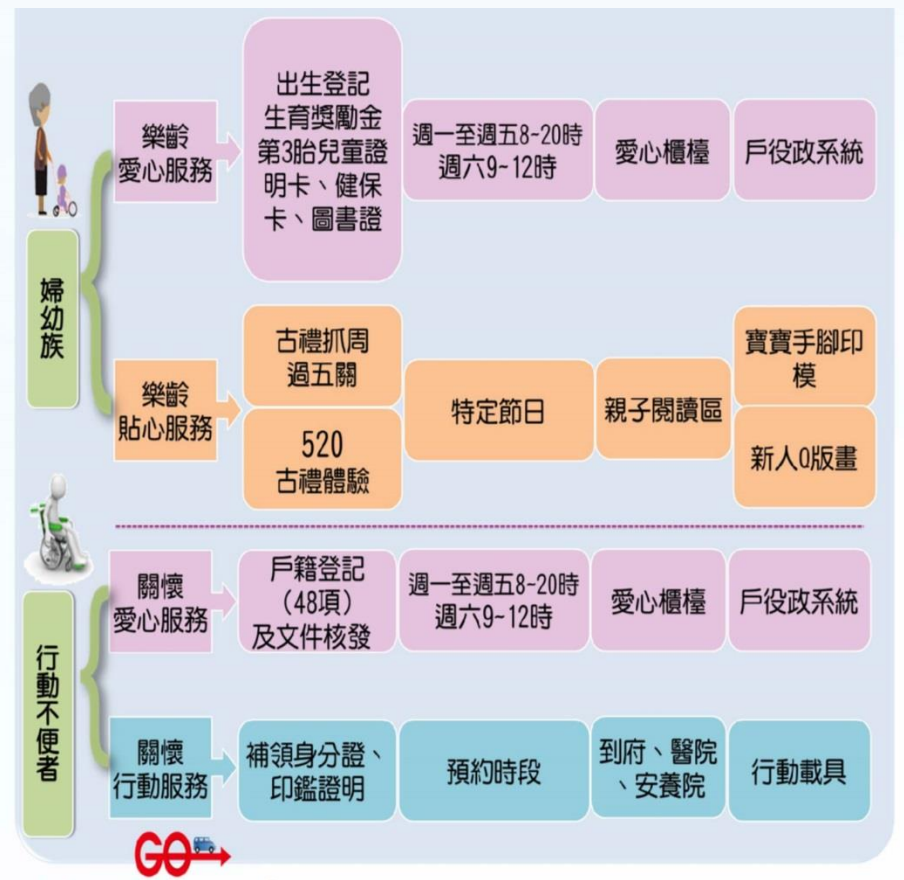 婦幼族
樂齡
愛心服務
出生登記
生育獎勵金
第3胎兒童證
明卡、健保
卡、圖書證
週一至週五8~20時
週六9~12時
愛心櫃檯
戶役政系統
樂齡
貼心服務
古禮抓周
過五關
520
古禮體驗
特定節日
親子閱讀區
寶寶手腳印
模
新人Q版畫
行動不便者
關懷
愛心服務
戶籍登記
(48項)
及文件核發
週一至週五8~20時
週六9~12時
愛心櫃檯
戶役政系統
關懷
行動服務
補領身分證、
印鑑證明
預約時段
到府、醫院
、安養院
行動載具
GO